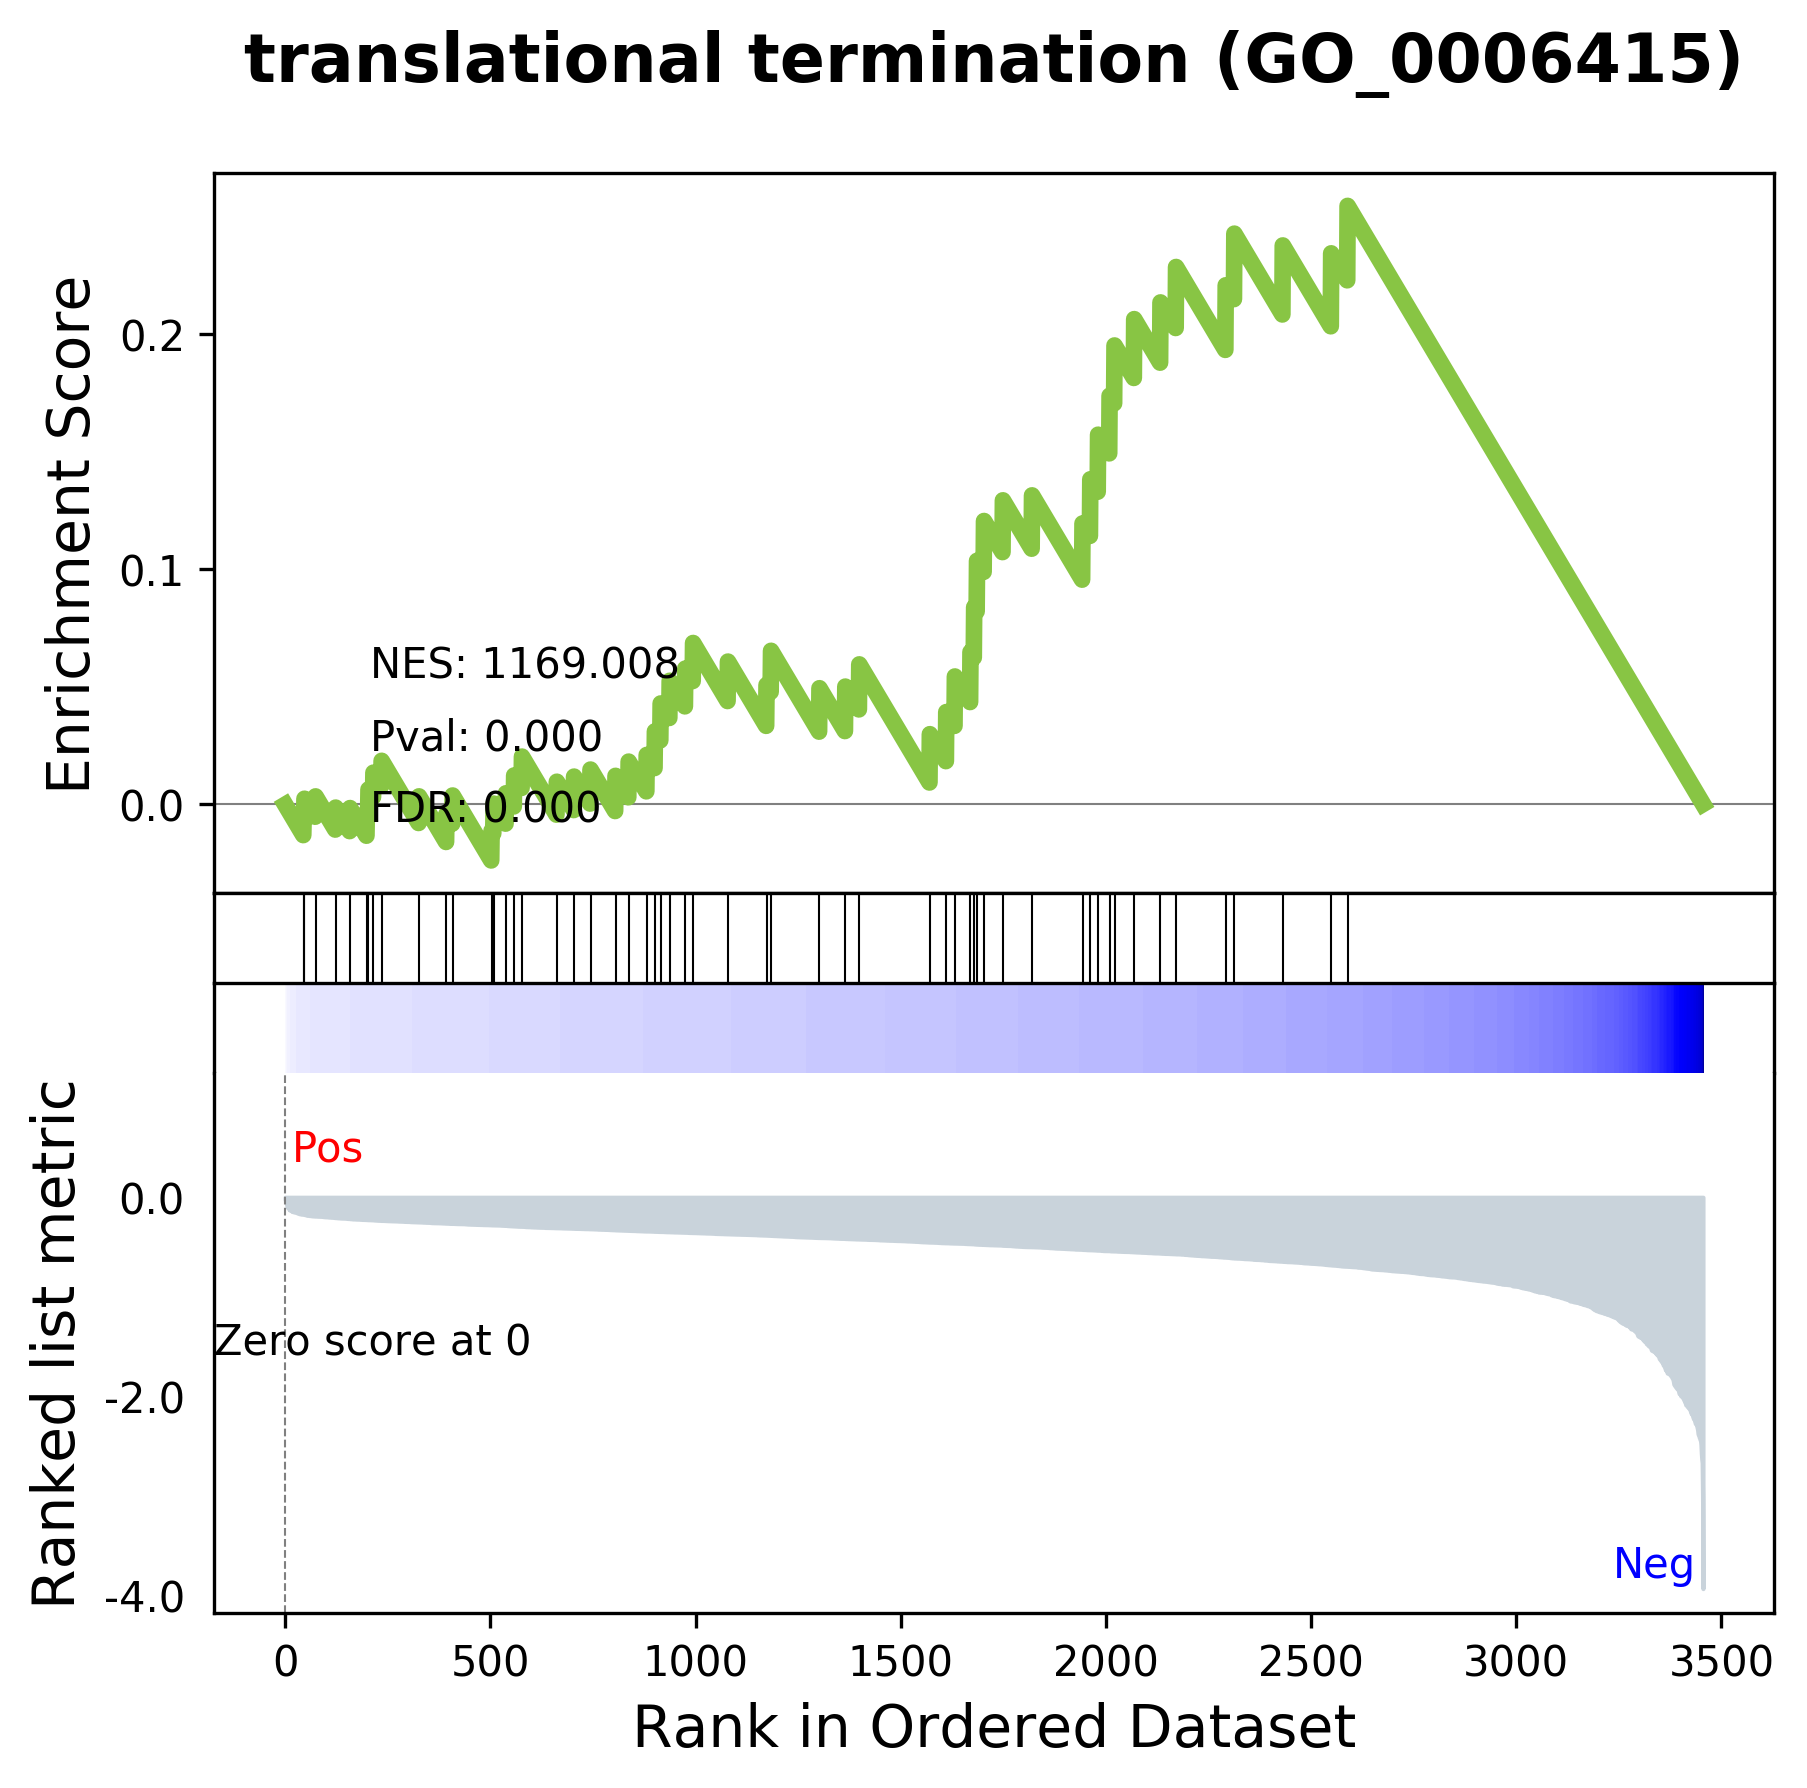 translational termination (GO_0006415)
Enrichment Score
0.2
0.1
0.0
NES: 1169.008
Pval: 0.000
FDR: 0.000
Ranked list metric
Pos
0.0
Zero score at 0
-2.0
Neg
-4.0
0 500 1000 1500 2000 2500 3000 3500
Rank in Ordered Dataset